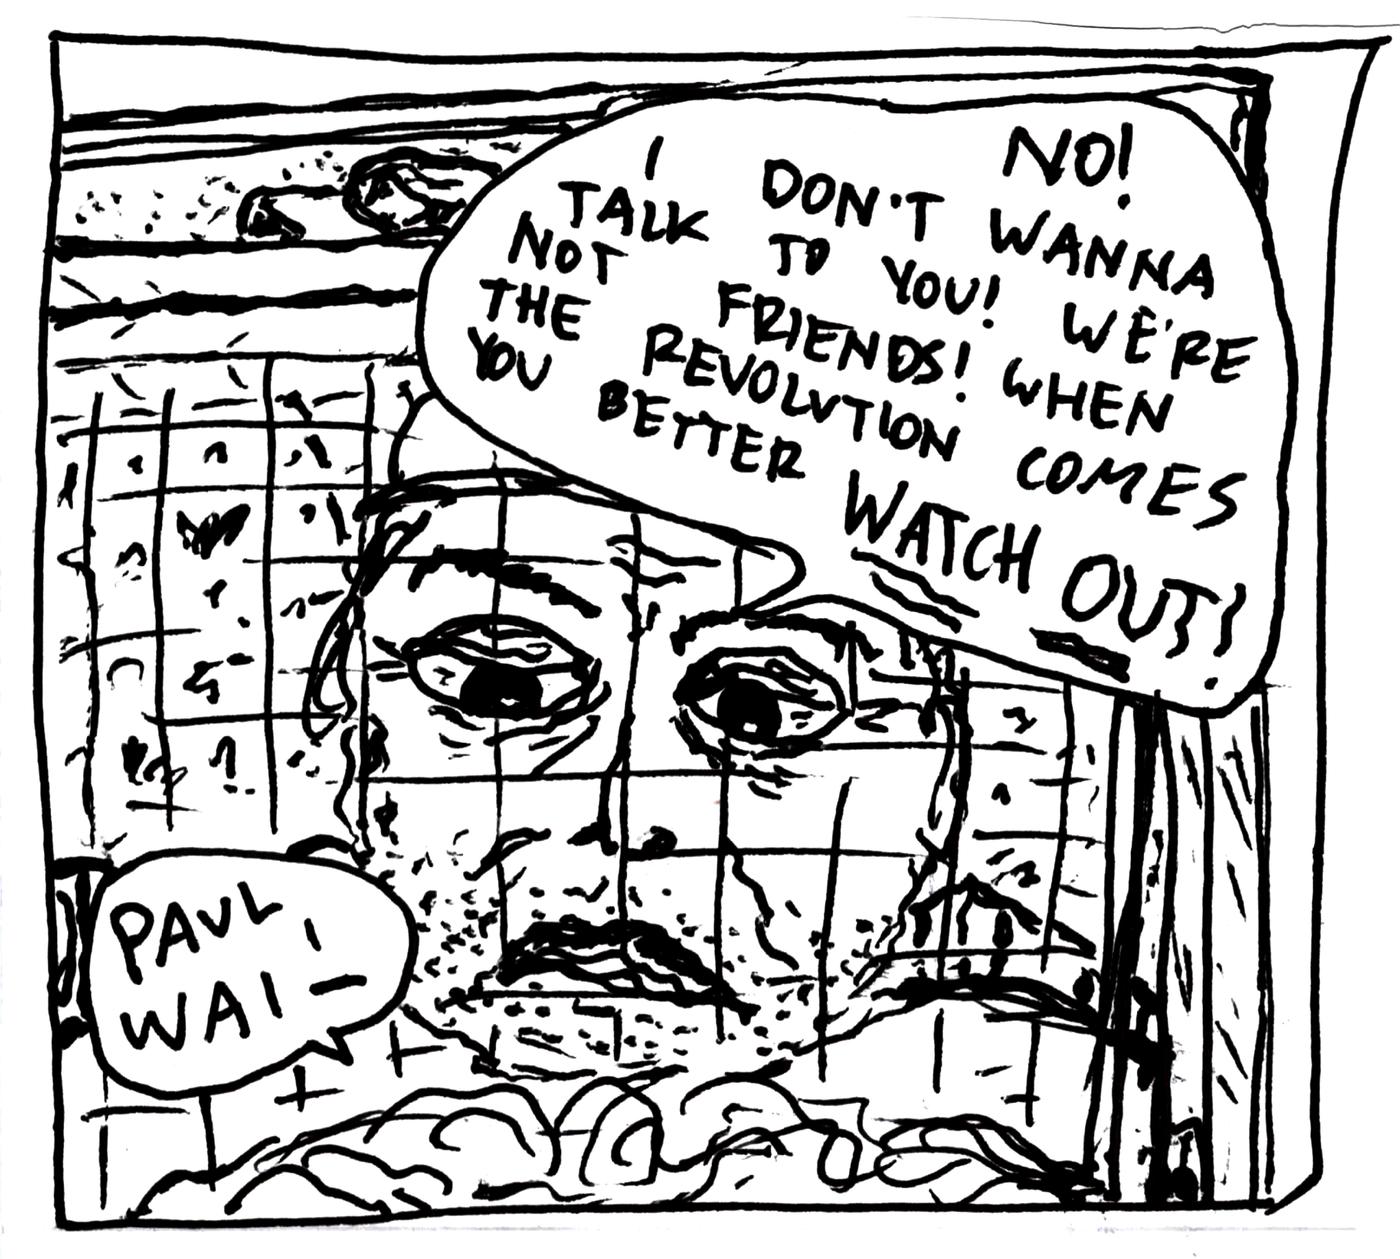 NO!
I DON'T WANNA
TALK TO YOU! WE'RE
NOT FRIENDS! WHEN
THE REVOLUTION COMES
YOU BETTER WATCH OUT!
PAUL,
WAI–